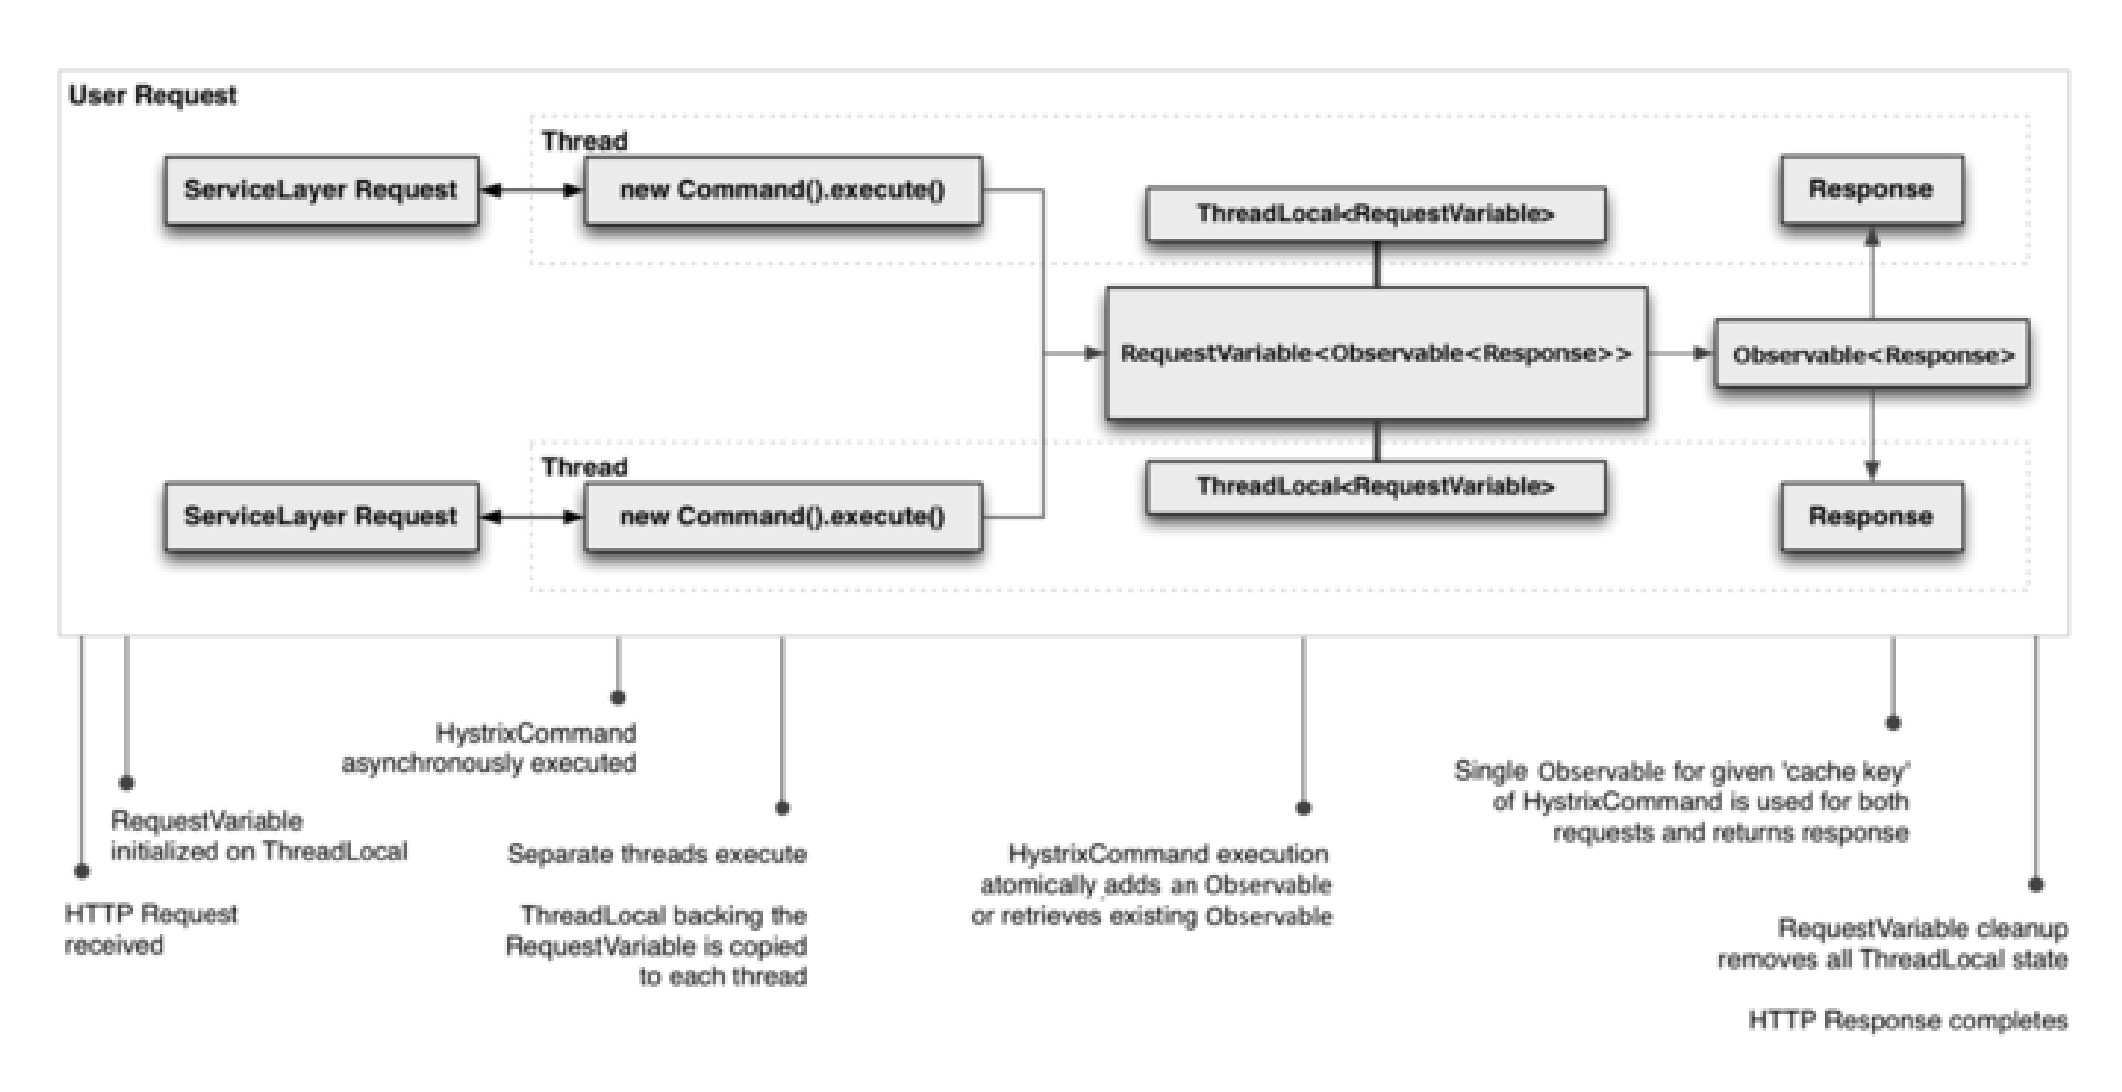 User Request
Thread
ServiceLayer Request
new Command().execute()
ThreadLocal<RequestVariable>
Response
RequestVariable<Observable<Response>>
Observable<Response>
Thread
ServiceLayer Request
new Command().execute()
ThreadLocal<RequestVariable>
Response
HTTP Request
received
RequestVariable
initialized on ThreadLocal
HystrixCommand
asynchronously executed
Separate threads execute
ThreadLocal backing the
RequestVariable is copied
to each thread
HystrixCommand execution
atomically adds an Observable
or retrieves existing Observable
Single Observable for given 'cache key'
of HystrixCommand is used for both
requests and returns response
RequestVariable cleanup
removes all ThreadLocal state
HTTP Response completes